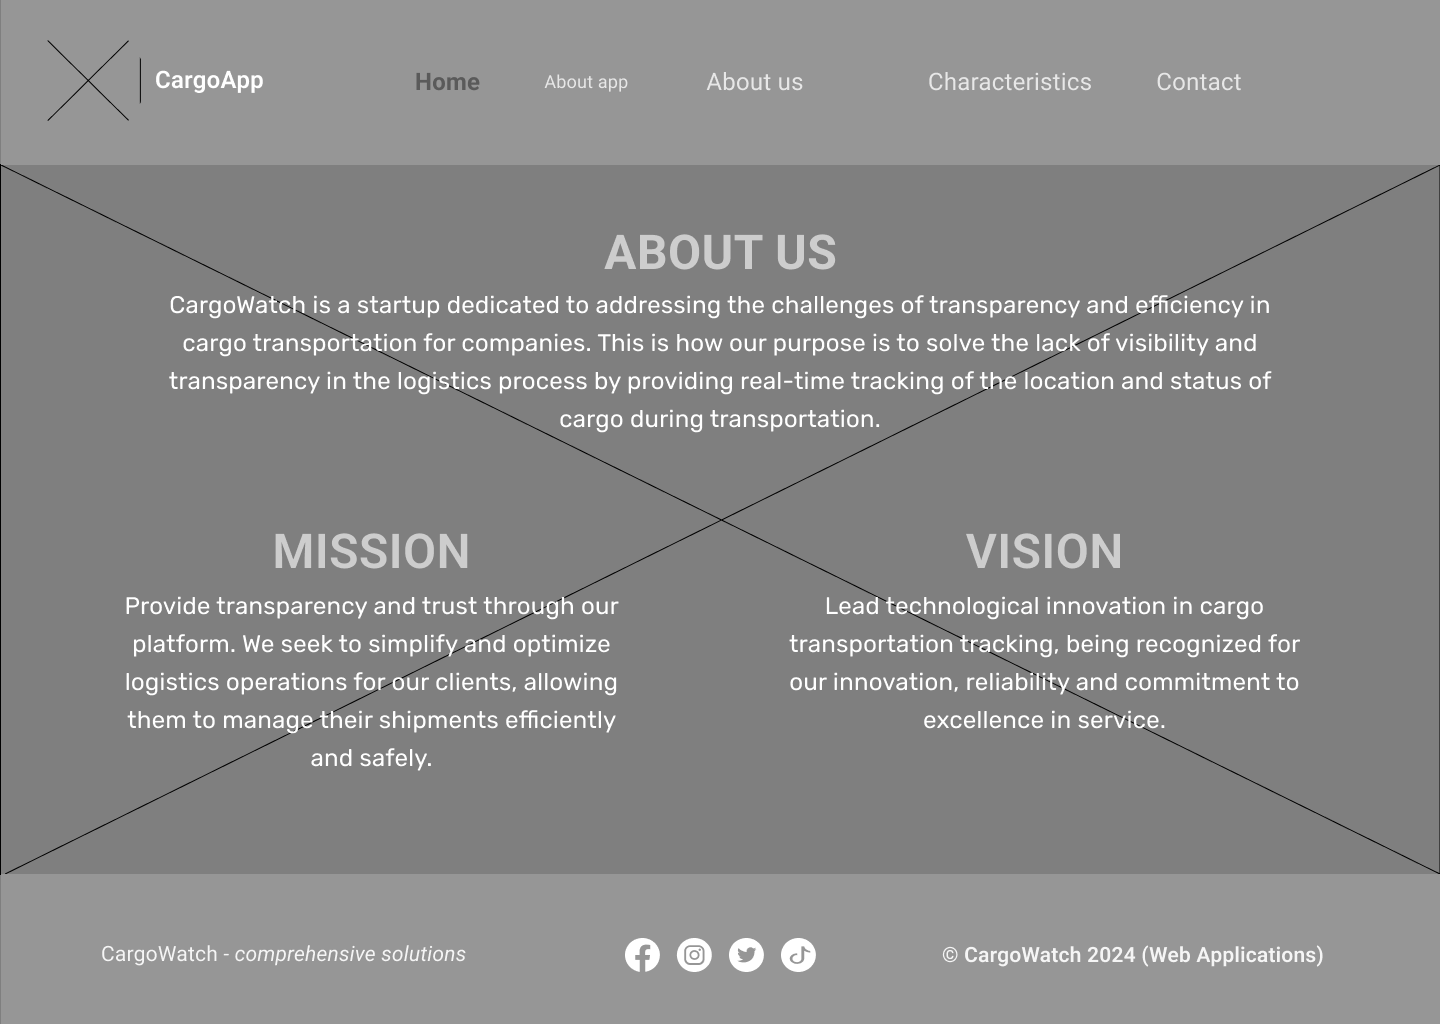 CargoApp
Home
About app
About us
Characteristics
Contact
ABOUT US
CargoWatch is a startup dedicated to addressing the challenges of transparency and efficiency in
cargo transportation for companies. This is how our purpose is to solve the lack of visibility and
transparency in the logistics process by providing real-time tracking of the location and status of
cargo during transportation.
MISSION
Provide transparency and trust through our
platform. We seek to simplify and optimize
logistics operations for our clients, allowing
them to manage their shipments efficiently
and safely.
VISION
Lead technological innovation in cargo
transportation tracking, being recognized for
our innovation, reliability and commitment to
excellence in service.
CargoWatch - comprehensive solutions
© CargoWatch 2024 (Web Applications)